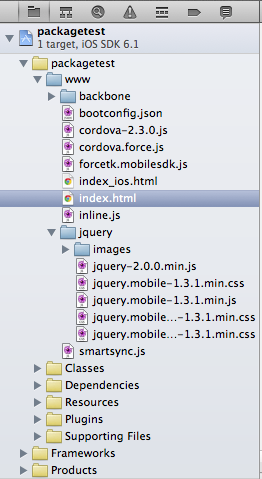 packagetest
1 target, iOS SDK 6.1
packagetest
www
backbone
bootconfig.json
cordova-2.3.0.js
cordova.force.js
forcetk.mobilesdk.js
index_ios.html
index.html
inline.js
jquery
images
jquery-2.0.0.min.js
jquery.mobile-1.3.1.min.css
jquery.mobile-1.3.1.min.js
jquery.mobile...-1.3.1.min.css
jquery.mobile...-1.3.1.min.css
smartsync.js
Classes
Dependencies
Resources
Plugins
Supporting Files
Frameworks
Products